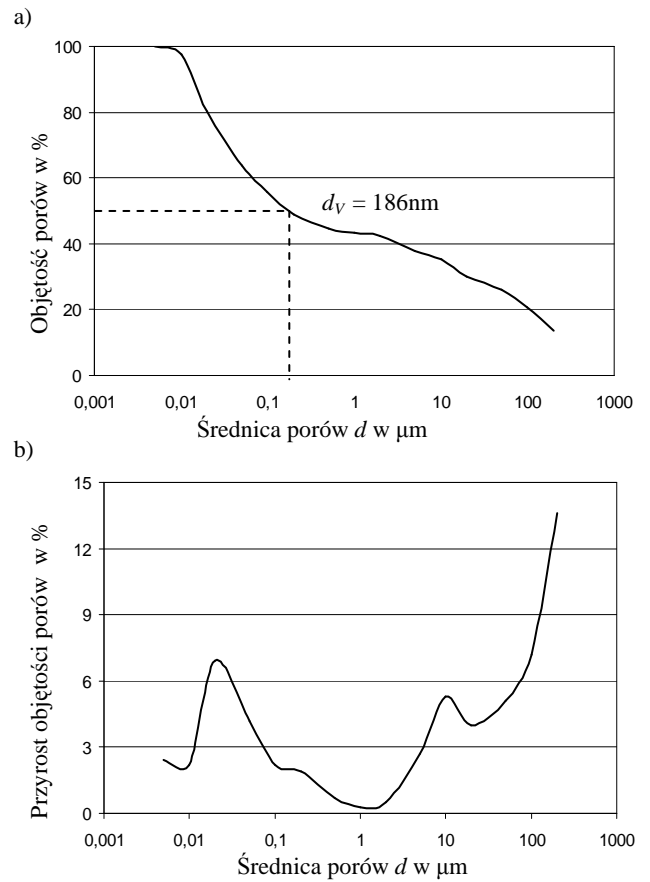 a)
100
80
60
40
20
0
Objętość porów w %
d_V = 186nm
0,001 0,01 0,1 1 10 100 1000
Średnica porów d w μm
b)
15
12
9
6
3
0
Przyrost objętości porów w %
0,001 0,01 0,1 1 10 100 1000
Średnica porów d w μm